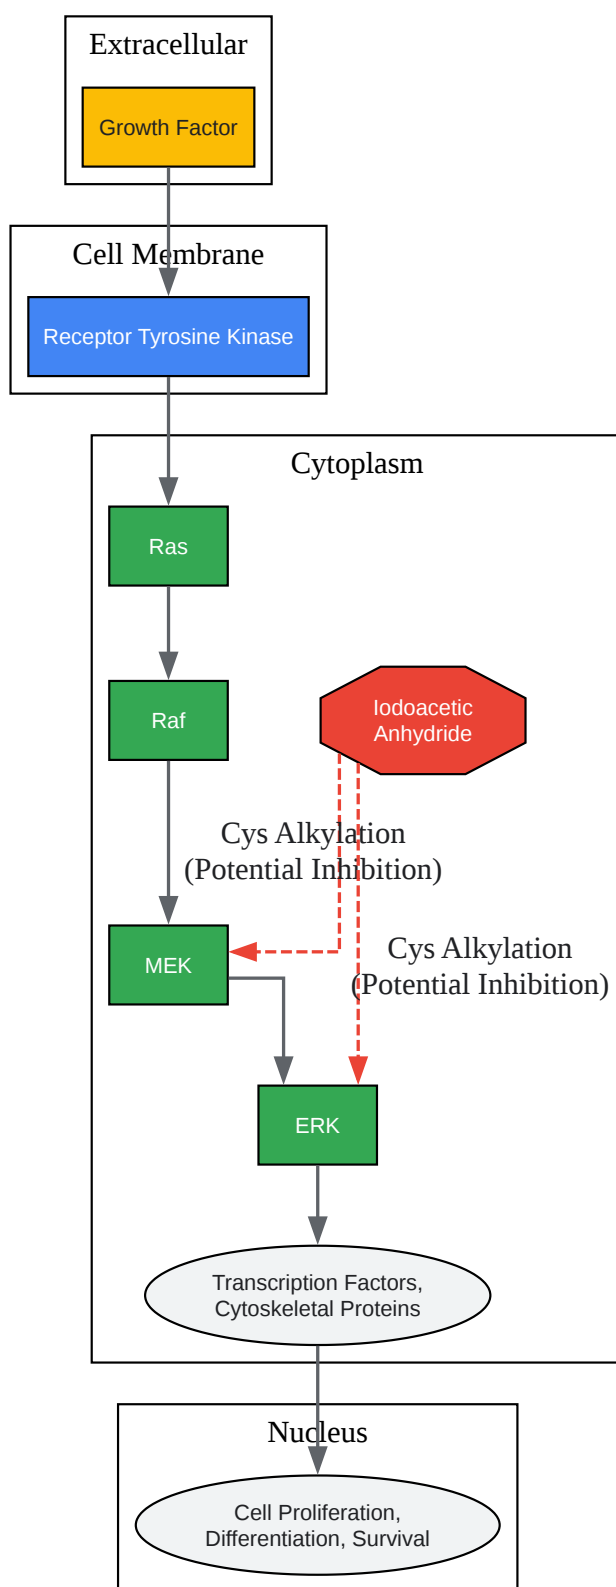 Extracellular
Growth Factor
Cell Membrane
Receptor Tyrosine Kinase
Cytoplasm
Ras
Raf
Iodoacetic
Anhydride
Cys Alkylation
(Potential Inhibition)
MEK
Cys Alkylation
(Potential Inhibition)
ERK
Transcription Factors,
Cytoskeletal Proteins
Nucleus
Cell Proliferation,
Differentiation, Survival